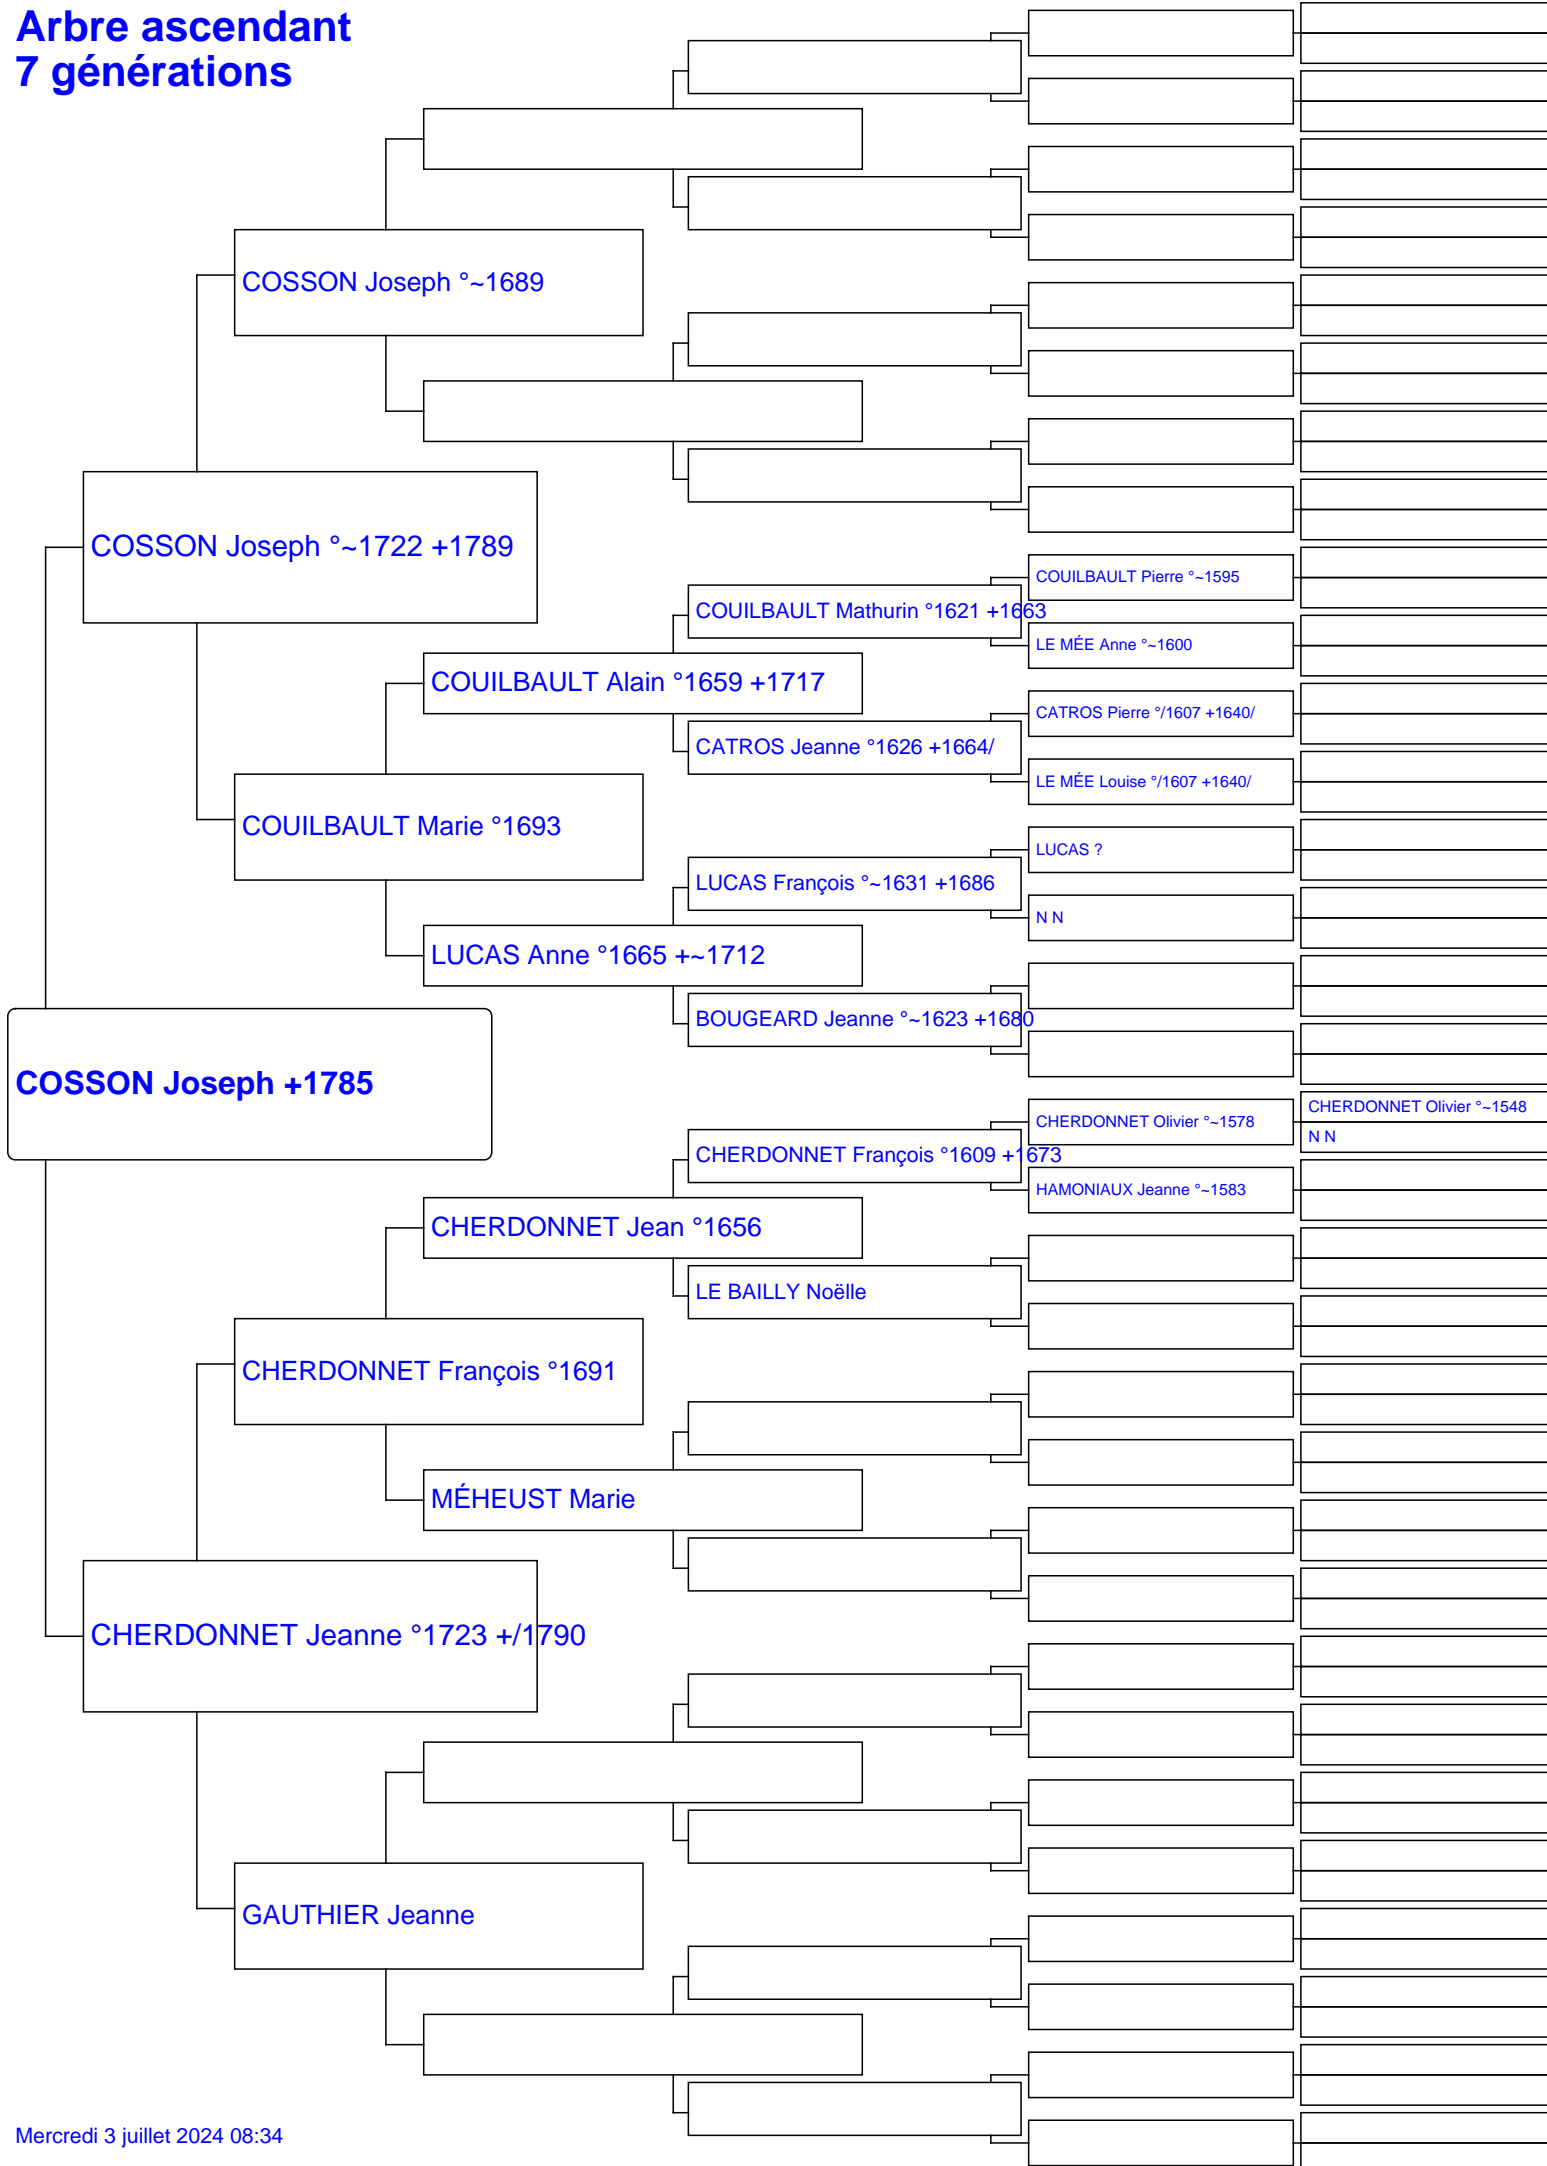 Arbre ascendant
7 générations
COSSON Joseph °~1689
COSSON Joseph °~1722 +1789
COUILBAULT Pierre °~1595
COUILBAULT Mathurin °1621 +1663
LE MÉE Anne °~1600
COUILBAULT Alain °1659 +1717
CATROS Pierre °/1607 +1640/
CATROS Jeanne °1626 +1664/
LE MÉE Louise °/1607 +1640/
COUILBAULT Marie °1693
LUCAS ?
LUCAS François °~1631 +1686
N N
LUCAS Anne °1665 +~1712
BOUGEARD Jeanne °~1623 +1680
COSSON Joseph +1785
CHERDONNET Olivier °~1548
CHERDONNET Olivier °~1578
N N
CHERDONNET François °1609 +1673
HAMONIAUX Jeanne °~1583
CHERDONNET Jean °1656
LE BAILLY Noëlle
CHERDONNET François °1691
MÉHEUST Marie
CHERDONNET Jeanne °1723 +/1790
GAUTHIER Jeanne
Mercredi 3 juillet 2024 08:34